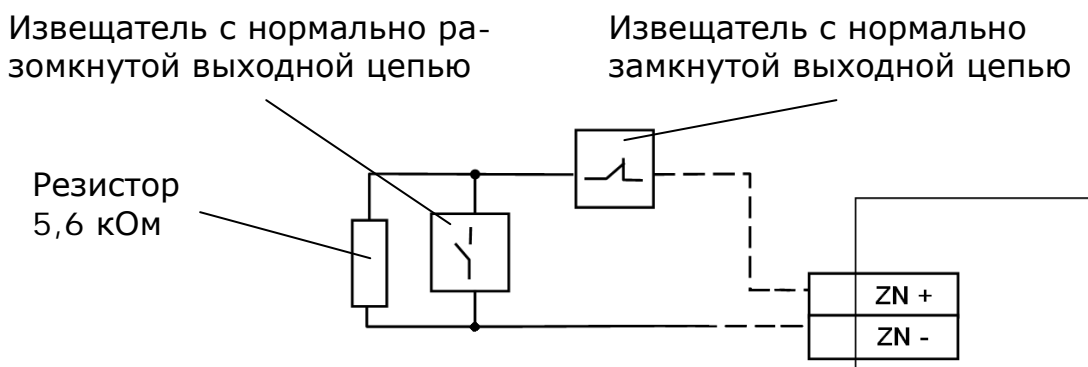 Извещатель с нормально ра-
зомкнутой выходной цепью
Извещатель с нормально
замкнутой выходной цепью
Резистор
5,6 кОм
ZN +
ZN -